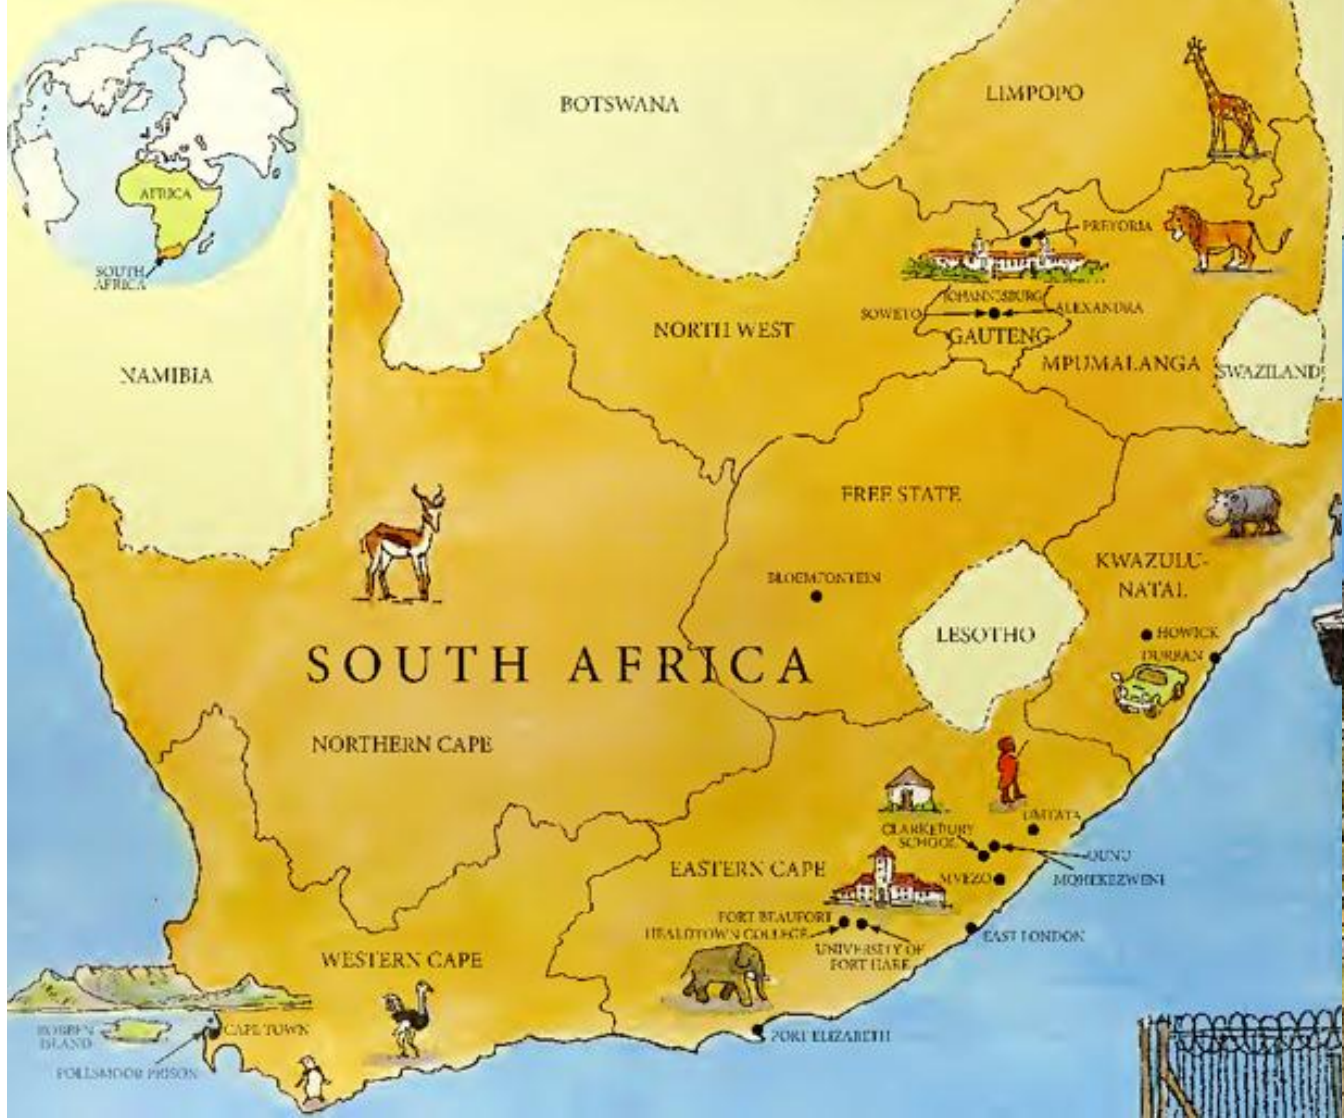 BOTSWANA
LIMPOPO
AFRICA
SOUTH
AFRICA
PRETORIA
JOHANNESBURG
SOWETO
ALEXANDRA
GAUTENG
NORTH WEST
MPUMALANGA
SWAZILAND
NAMIBIA
FREE STATE
BLOEMFONTEIN
KWAZULU-
NATAL
LESOTHO
HOWICK
DURBAN
SOUTH AFRICA
NORTHERN CAPE
UMTATA
CLARKEBURY
SCHOOL
QUNU
MQHEKEZWENI
EASTERN CAPE
MVEZO
FORT BEAUFORT
HEALDTOWN COLLEGE
UNIVERSITY OF
FORT HARE
EAST LONDON
WESTERN CAPE
ROBBEN
ISLAND
CAPE TOWN
PORT ELIZABETH
POLLSMOOR PRISON